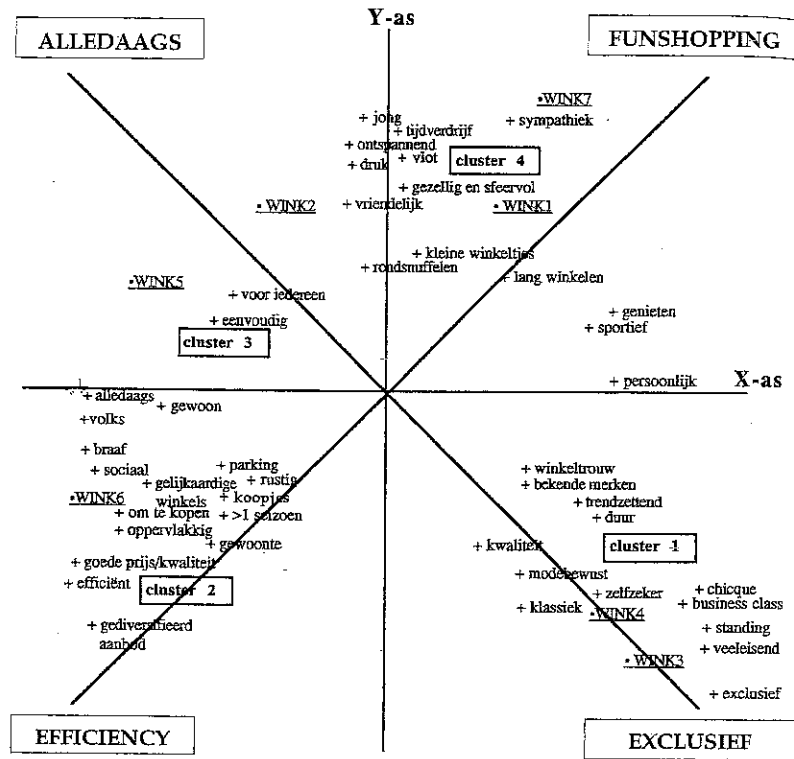 Y-as
ALLEDAAGS
FUNSHOPPING
•WINK7
+ jong
+ sympathiek
+ tijdverdrijf
+ ontspannend
+ vlot
cluster 4
+ druk
+ gezellig en sfeervol
• WINK2
+ vriendelijk
• WINK1
+ kleine winkeltjes
+ rondsnuffelen
+ lang winkelen
•WINK5
+ voor iedereen
+ genieten
+ eenvoudig
+ sportief
cluster 3
+ persoonlijk
X-as
+ alledaags
+ gewoon
+volks
+ braaf
+ sociaal
+ parking
+ winkeltrouw
+ gelijkaardige
winkels
+ rustig
+ bekende merken
•WINK6
+ koopjes
+ trendzettend
+ om te kopen
+ >1 seizoen
+ duur
+ oppervlakkig
+ gewoonte
+ kwaliteit
cluster 1
+ goede prijs/kwaliteit
+ efficiënt
cluster 2
+ modebewust
+ zelfzeker
+ chicque
+ klassiek
+ business class
•WINK4
+ gediversifieerd
aanbod
+ standing
+ veeleisend
• WINK3
+ exclusief
EFFICIENCY
EXCLUSIEF